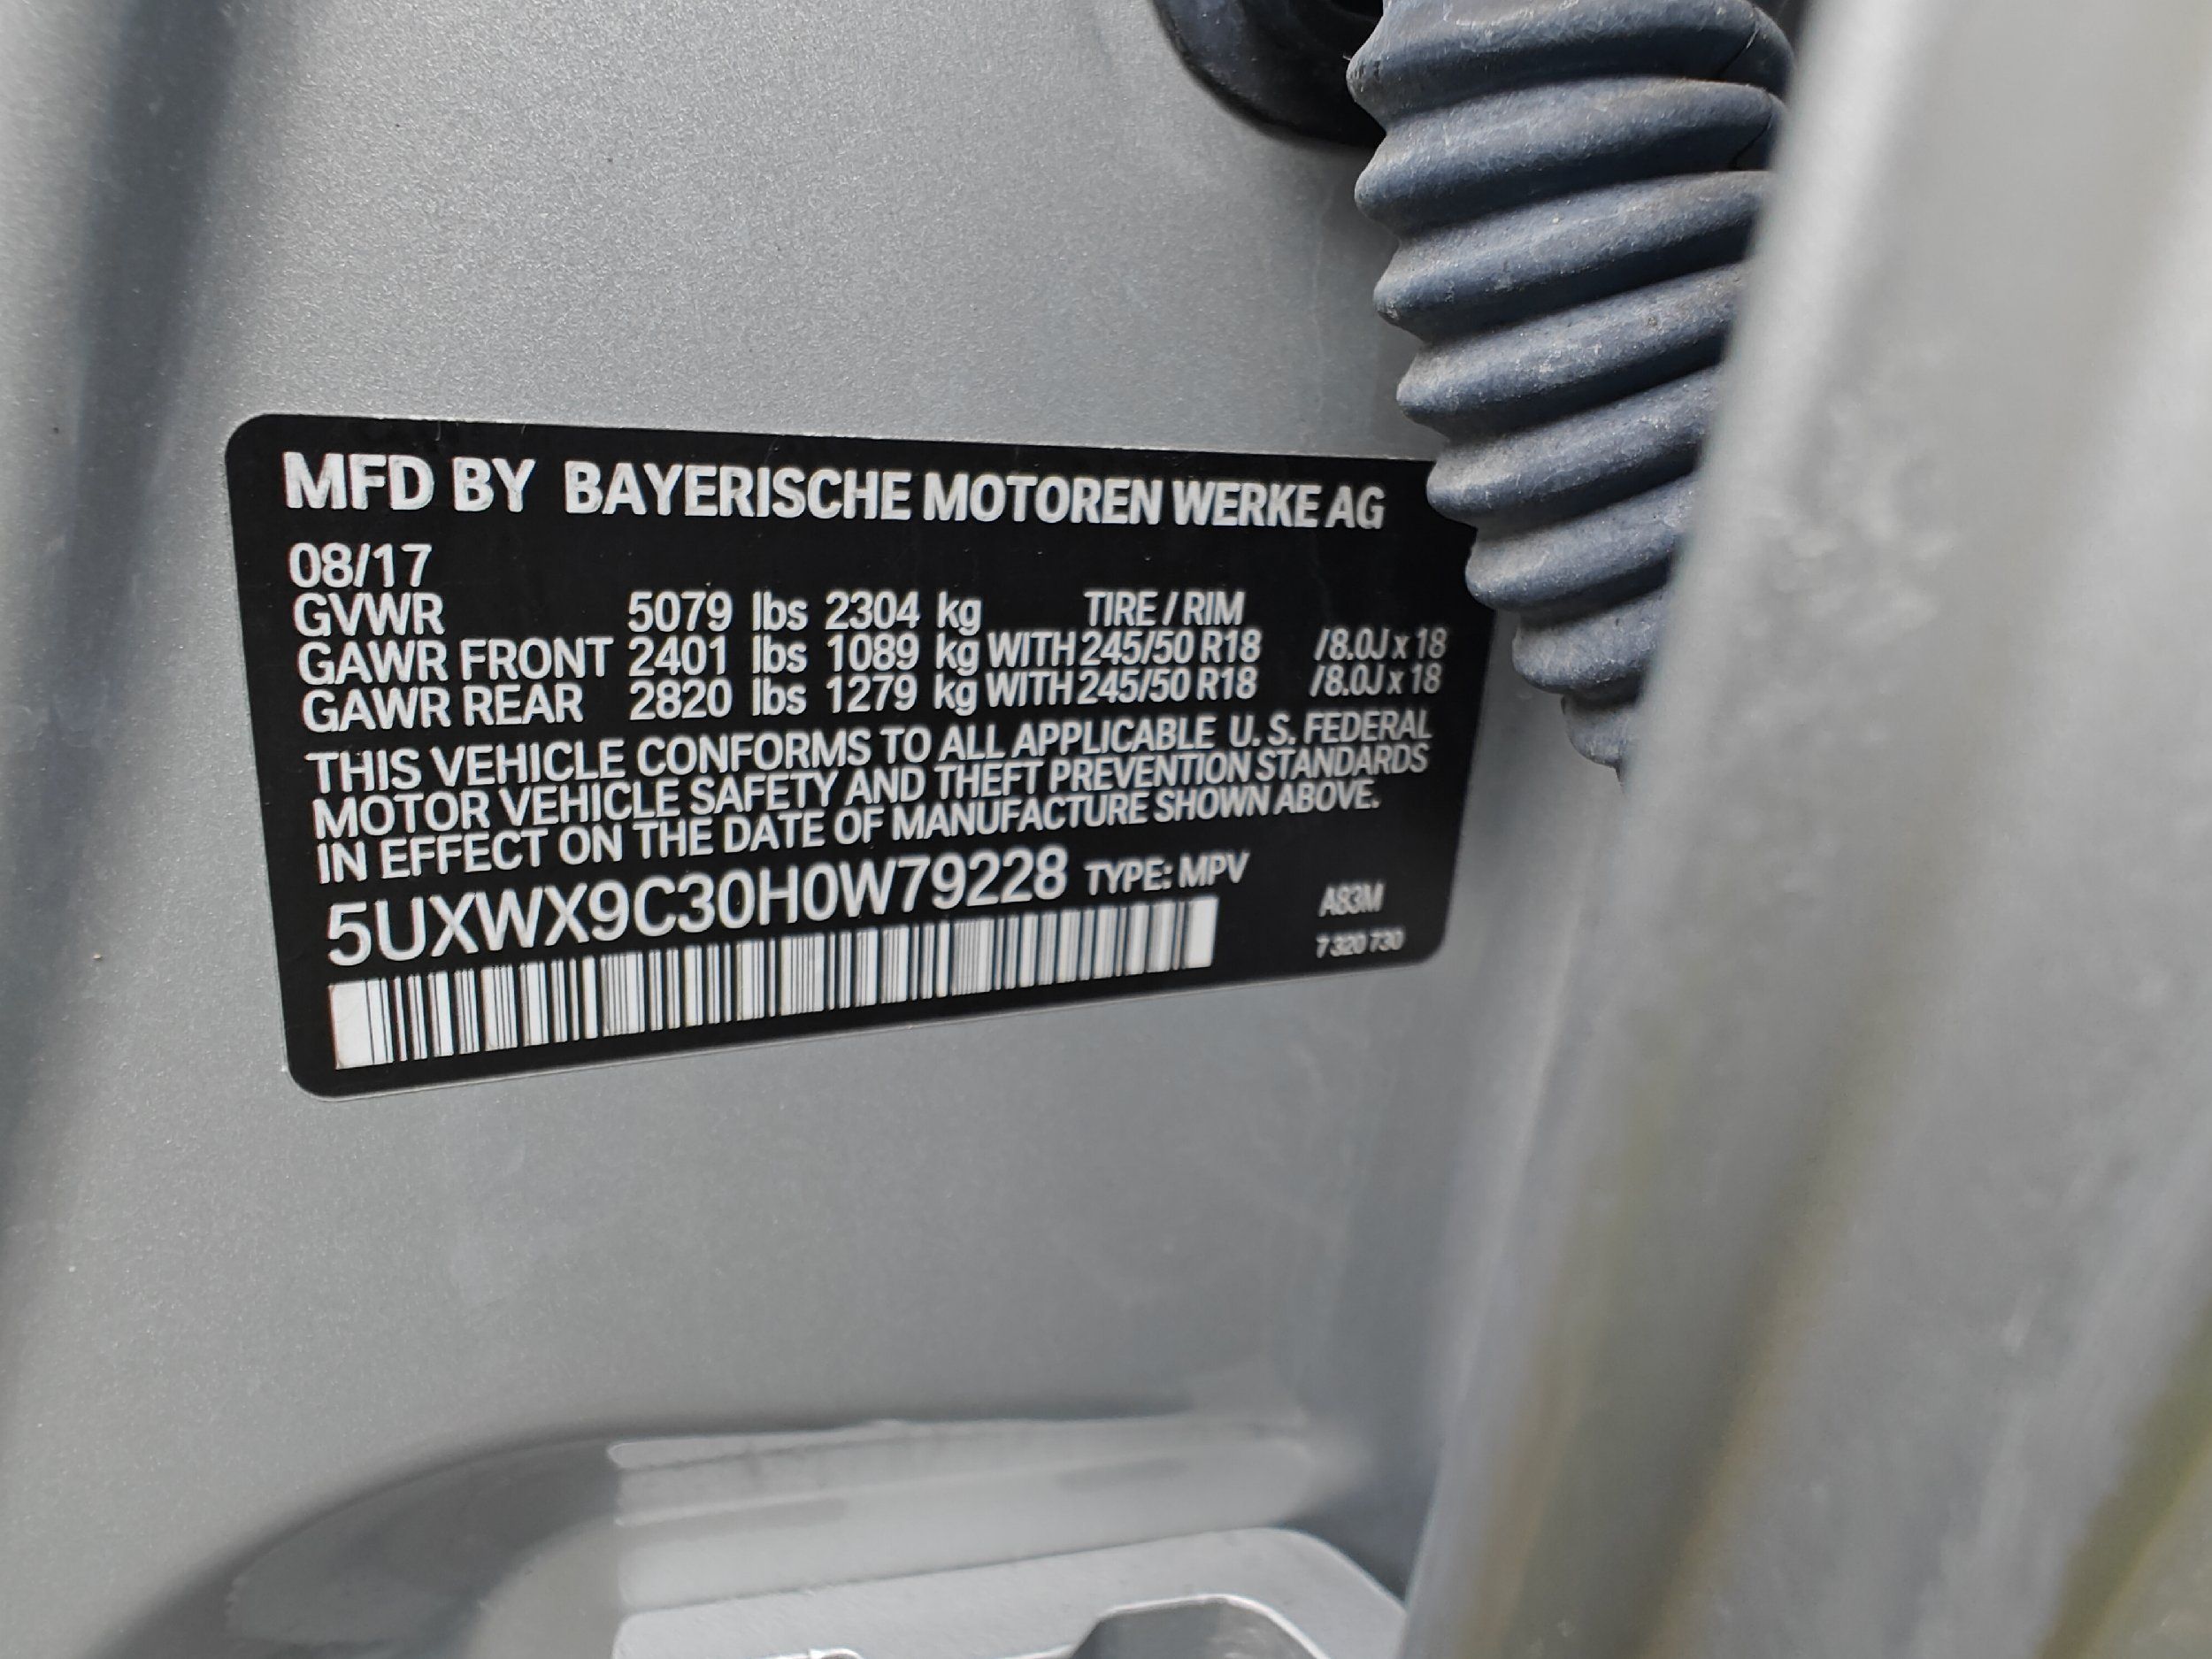 MFD BY BAYERISCHE MOTOREN WERKE AG
08/17
GVWR 5079 lbs 2304 kg TIRE / RIM
GAWR FRONT 2401 lbs 1089 kg WITH 245/50 R18 /8.0J x 18
GAWR REAR 2820 lbs 1279 kg WITH 245/50 R18 /8.0J x 18
THIS VEHICLE CONFORMS TO ALL APPLICABLE U. S. FEDERAL
MOTOR VEHICLE SAFETY AND THEFT PREVENTION STANDARDS
IN EFFECT ON THE DATE OF MANUFACTURE SHOWN ABOVE.
5UXWX9C30H0W79228 TYPE: MPV
A83M
7 320 730